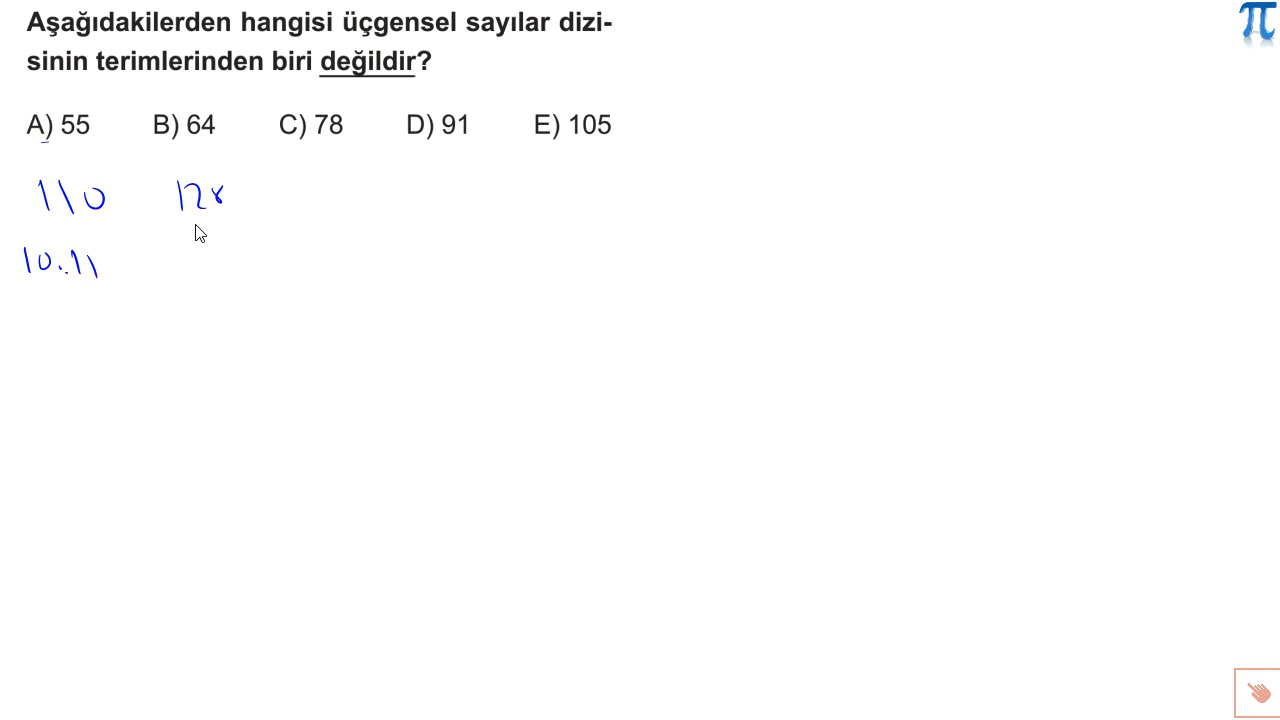 Aşağıdakilerden hangisi üçgensel sayılar dizi-
sinin terimlerinden biri değildir?
A) 55 B) 64 C) 78 D) 91 E) 105
110 128
10.11